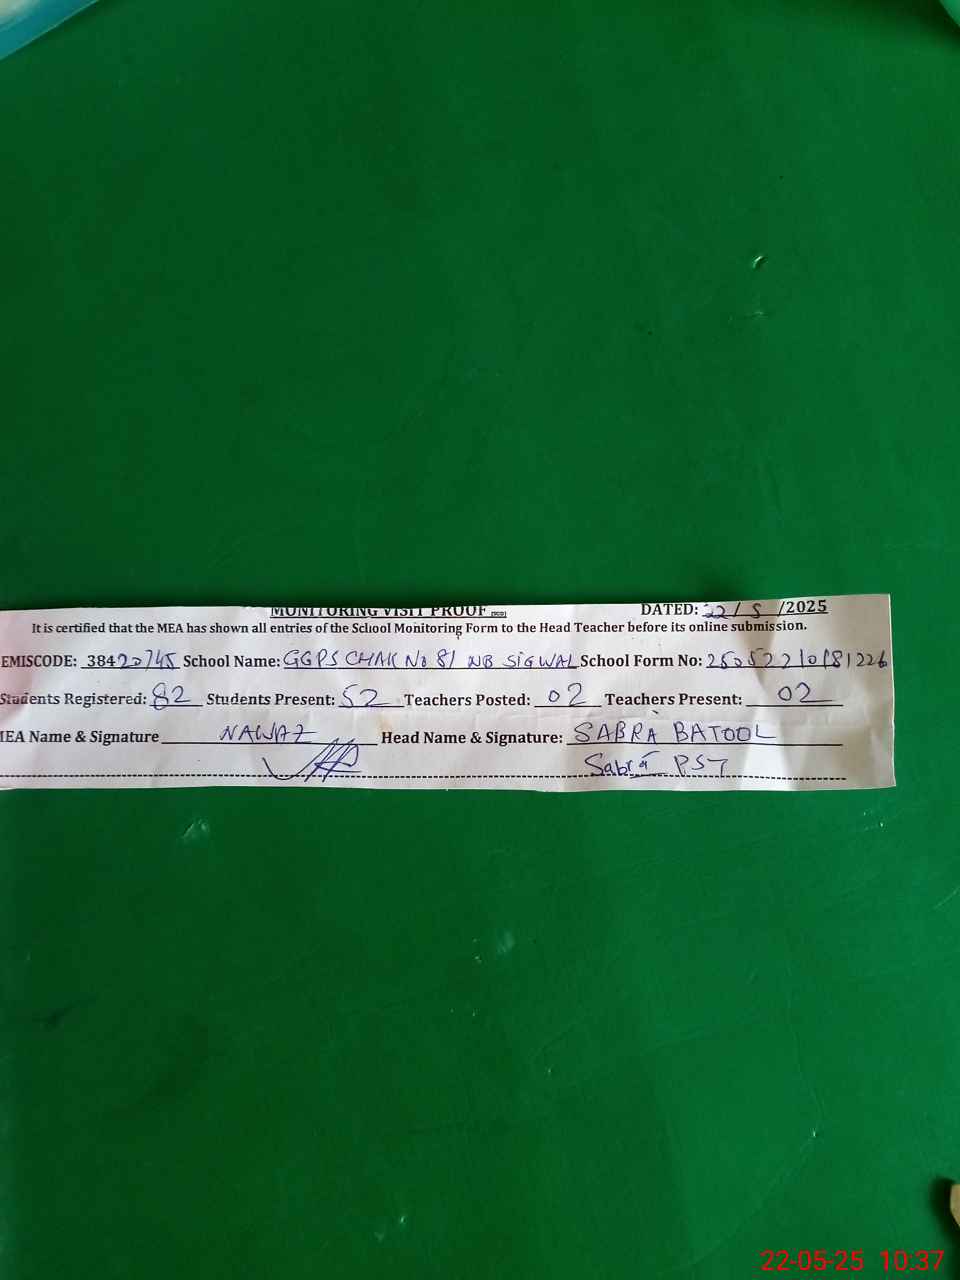 MONITORING VISIT PROOF DATED: 22/5/2025
It is certified that the MEA has shown all entries of the School Monitoring Form to the Head Teacher before its online submission.
EMISCODE: 38420745 School Name: GGPS CHAK No 81 NB SIGWAL School Form No: 25052210181226
Students Registered: 82 Students Present: 52 Teachers Posted: 02 Teachers Present: 02
MEA Name & Signature NAWAZ Head Name & Signature: SABRA BATOOL
Sabra PST
22-05-25 10:37